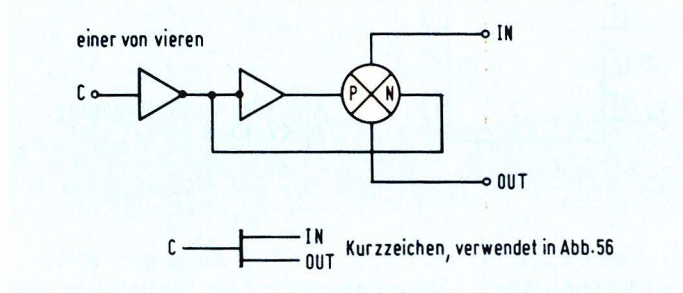 einer von vieren
IN
C
P N
OUT
C
IN
OUT
Kurzzeichen, verwendet in Abb.56